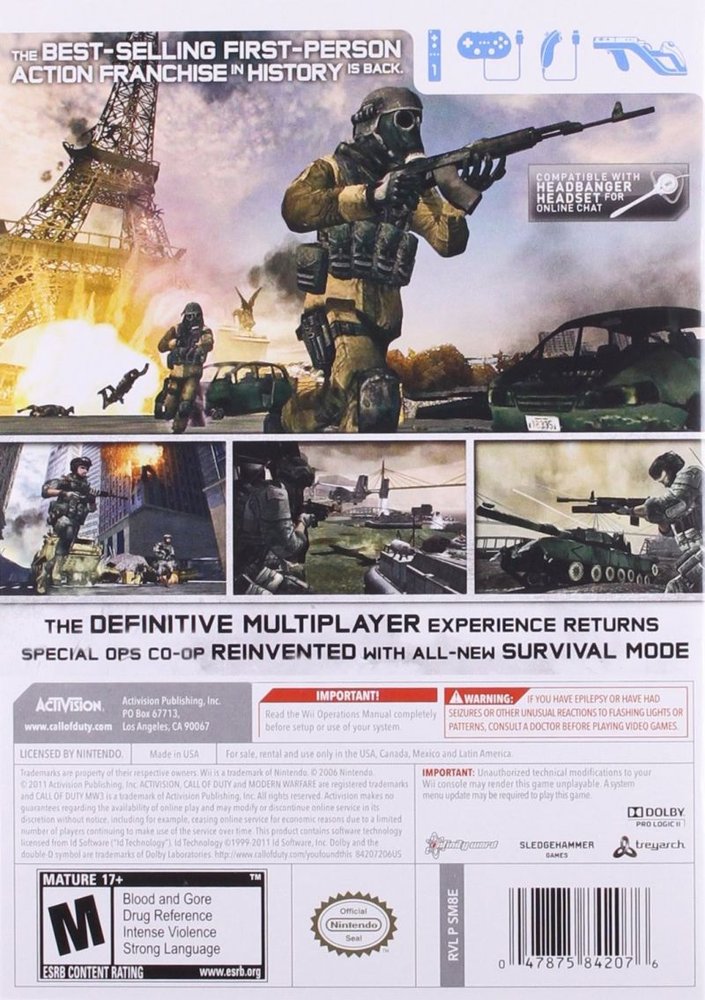 THE BEST-SELLING FIRST-PERSON
ACTION FRANCHISE IN HISTORY IS BACK.
1
COMPATIBLE WITH
HEADBANGER
HEADSET FOR
ONLINE CHAT
THE DEFINITIVE MULTIPLAYER EXPERIENCE RETURNS
SPECIAL OPS CO-OP REINVENTED WITH ALL-NEW SURVIVAL MODE
ACTIVISION.
www.callofduty.com
Activision Publishing, Inc.
PO Box 67713,
Los Angeles, CA 90067
IMPORTANT!
Read the Wii Operations Manual completely
before setup or use of your system.
WARNING: IF YOU HAVE EPILEPSY OR HAVE HAD
SEIZURES OR OTHER UNUSUAL REACTIONS TO FLASHING LIGHTS OR
PATTERNS, CONSULT A DOCTOR BEFORE PLAYING VIDEO GAMES.
LICENSED BY NINTENDO.
Made in USA
For sale, rental and use only in the USA, Canada, Mexico and Latin America.
Trademarks are property of their respective owners. Wii is a trademark of Nintendo. © 2006 Nintendo.
© 2011 Activision Publishing, Inc. ACTIVISION, CALL OF DUTY and MODERN WARFARE are registered trademarks
and CALL OF DUTY MW3 is a trademark of Activision Publishing, Inc. All rights reserved. Activision makes no
guarantees regarding the availability of online play and may modify or discontinue online service in its
discretion without notice, including for example, ceasing online service for economic reasons due to a limited
number of players continuing to make use of the service over time. This product contains software technology
licensed from Id Software ("Id Technology"). Id Technology ©1999-2011 Id Software, Inc. Dolby and the
double-D symbol are trademarks of Dolby Laboratories. http://www.callofduty.com/youfoundthis 84207206US
IMPORTANT: Unauthorized technical modifications to your
Wii console may render this game unplayable. A system
menu update may be required to play this game.
DOLBY
PRO LOGIC II
infinity ward
SLEDGEHAMMER
GAMES
treyarch
MATURE 17+
TM
M
Blood and Gore
Drug Reference
Intense Violence
Strong Language
ESRB CONTENT RATING
www.esrb.org
Official
Nintendo
Seal
RVL P SM8E
0 47875 84207 6